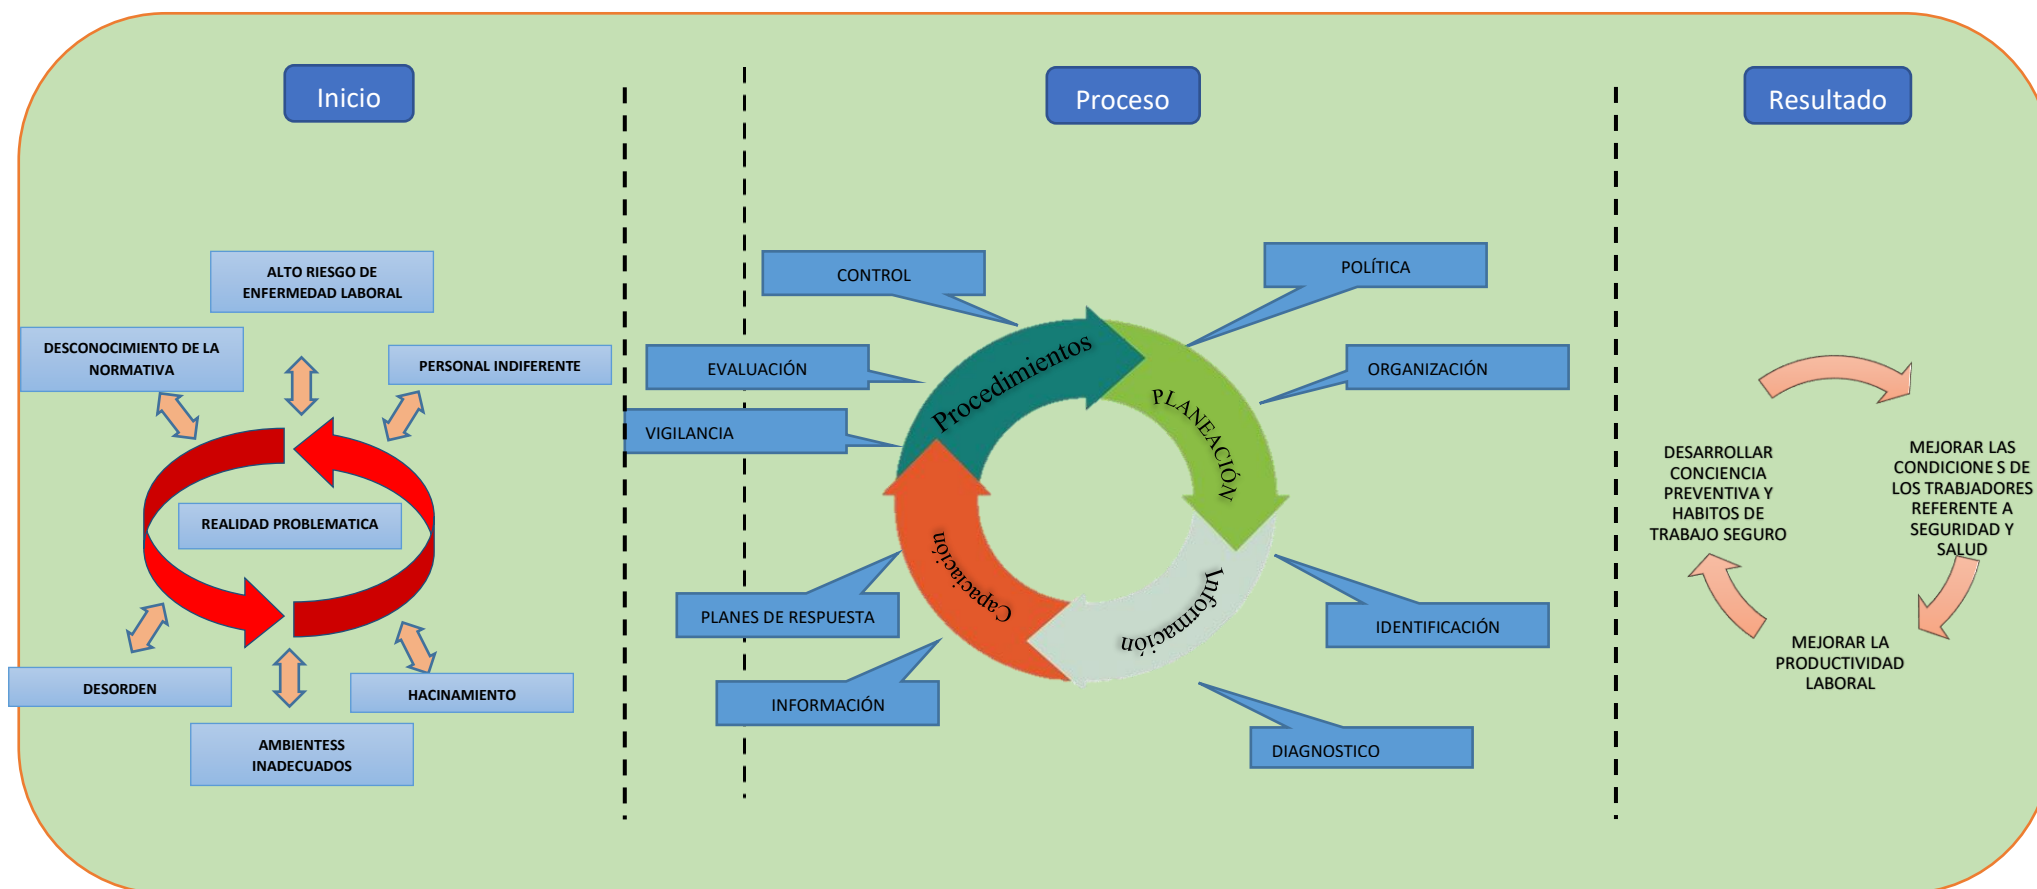 Inicio
Proceso
Resultado
ALTO RIESGO DE
ENFERMEDAD LABORAL
DESCONOCIMIENTO DE LA
NORMATIVA
PERSONAL INDIFERENTE
REALIDAD PROBLEMATICA
DESORDEN
HACINAMIENTO
AMBIENTESS
INADECUADOS
CONTROL
POLÍTICA
EVALUACIÓN
ORGANIZACIÓN
VIGILANCIA
Procedimientos
PLANEACIÓN
Capaciación
Información
PLANES DE RESPUESTA
IDENTIFICACIÓN
INFORMACIÓN
DIAGNOSTICO
DESARROLLAR
CONCIENCIA
PREVENTIVA Y
HABITOS DE
TRABAJO SEGURO
MEJORAR LAS
CONDICIONE S DE
LOS TRABJADORES
REFERENTE A
SEGURIDAD Y
SALUD
MEJORAR LA
PRODUCTIVIDAD
LABORAL